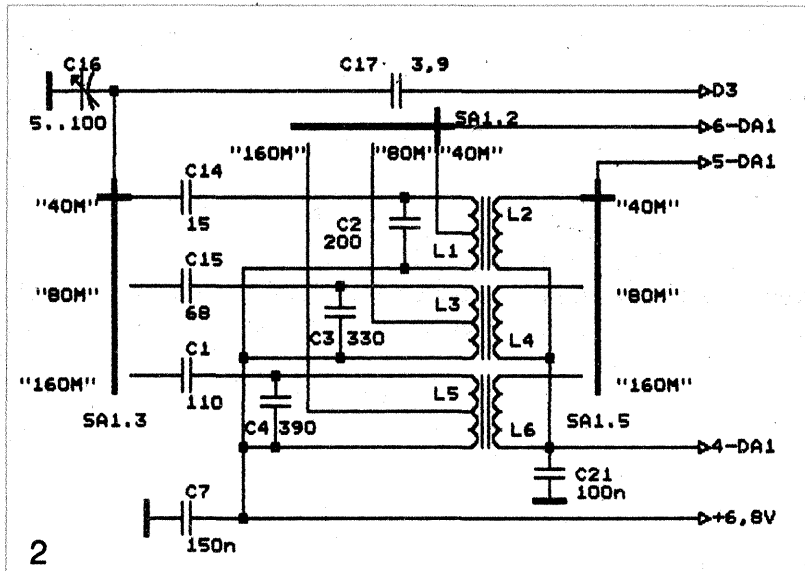 C16
C17 3,9
D3
5..100
SA1.2
6-DA1
"160M" "80M" "40M"
5-DA1
C14
"40M"
15
C2
200
L1
L2
"40M"
C15
"80M"
68
C3 330
L3
L4
"80M"
C1
"160M"
110
C4 390
L5
L6
"160M"
SA1.3
SA1.5
4-DA1
C7
150n
C21
100n
+6,8V
2